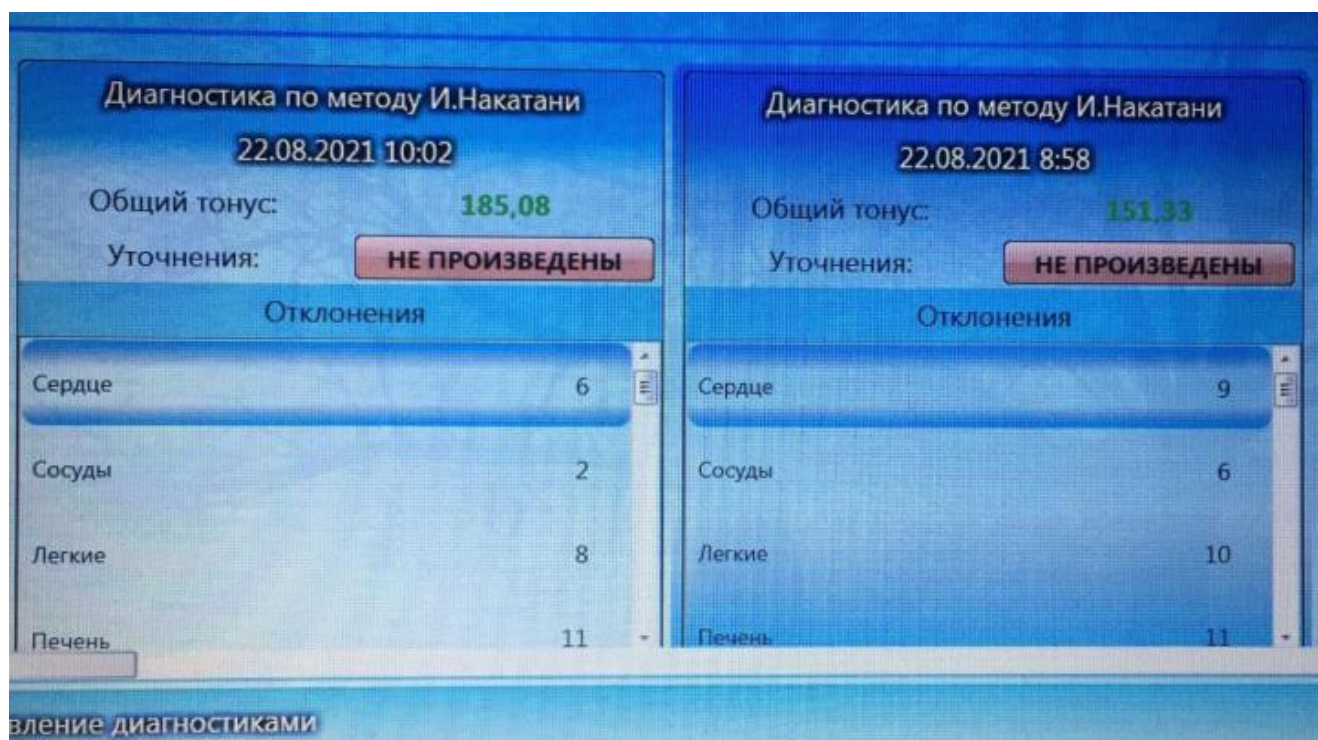 Диагностика по методу И.Накатани
22.08.2021 10:02
Общий тонус: 185,08
Уточнения: НЕ ПРОИЗВЕДЕНЫ
Отклонения
Сердце 6
Сосуды 2
Легкие 8
Печень 11
Диагностика по методу И.Накатани
22.08.2021 8:58
Общий тонус: 151,33
Уточнения: НЕ ПРОИЗВЕДЕНЫ
Отклонения
Сердце 9
Сосуды 6
Легкие 10
Печень 11
вление диагностиками